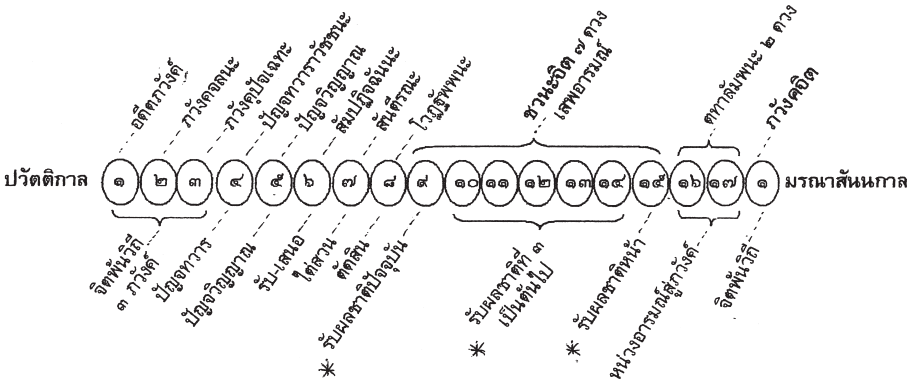 อดีตภวังค์
ภวังคจลนะ
ภวังคุปัจเฉทะ
ปัญจทวาราวัชชนะ
ปัญจวิญญาณ
สัมปฏิจฉันนะ
สันตีรณะ
โวฏฐัพพนะ
ชวนะจิต ๗ ดวง
เสพอารมณ์
ตทาลัมพนะ ๒ ดวง
ภวังคจิต
ปวัตติกาล ๑ ๒ ๓ ๔ ๕ ๖ ๗ ๘ ๙ ๑๐ ๑๑ ๑๒ ๑๓ ๑๔ ๑๕ ๑๖ ๑๗ ๑ มรณาสันนกาล
จิตพ้นวิถี
๓ ภวังค์
ปัญจทวาร
ปัญจวิญญาณ
รับ-เสนอ
ไต่สวน
ตัดสิน
* รับผลชาติปัจจุบัน
* รับผลชาติที่ ๓
เป็นต้นไป
* รับผลชาติหน้า
หน่วงอารมณ์สู่ภวังค์
จิตพ้นวิถี